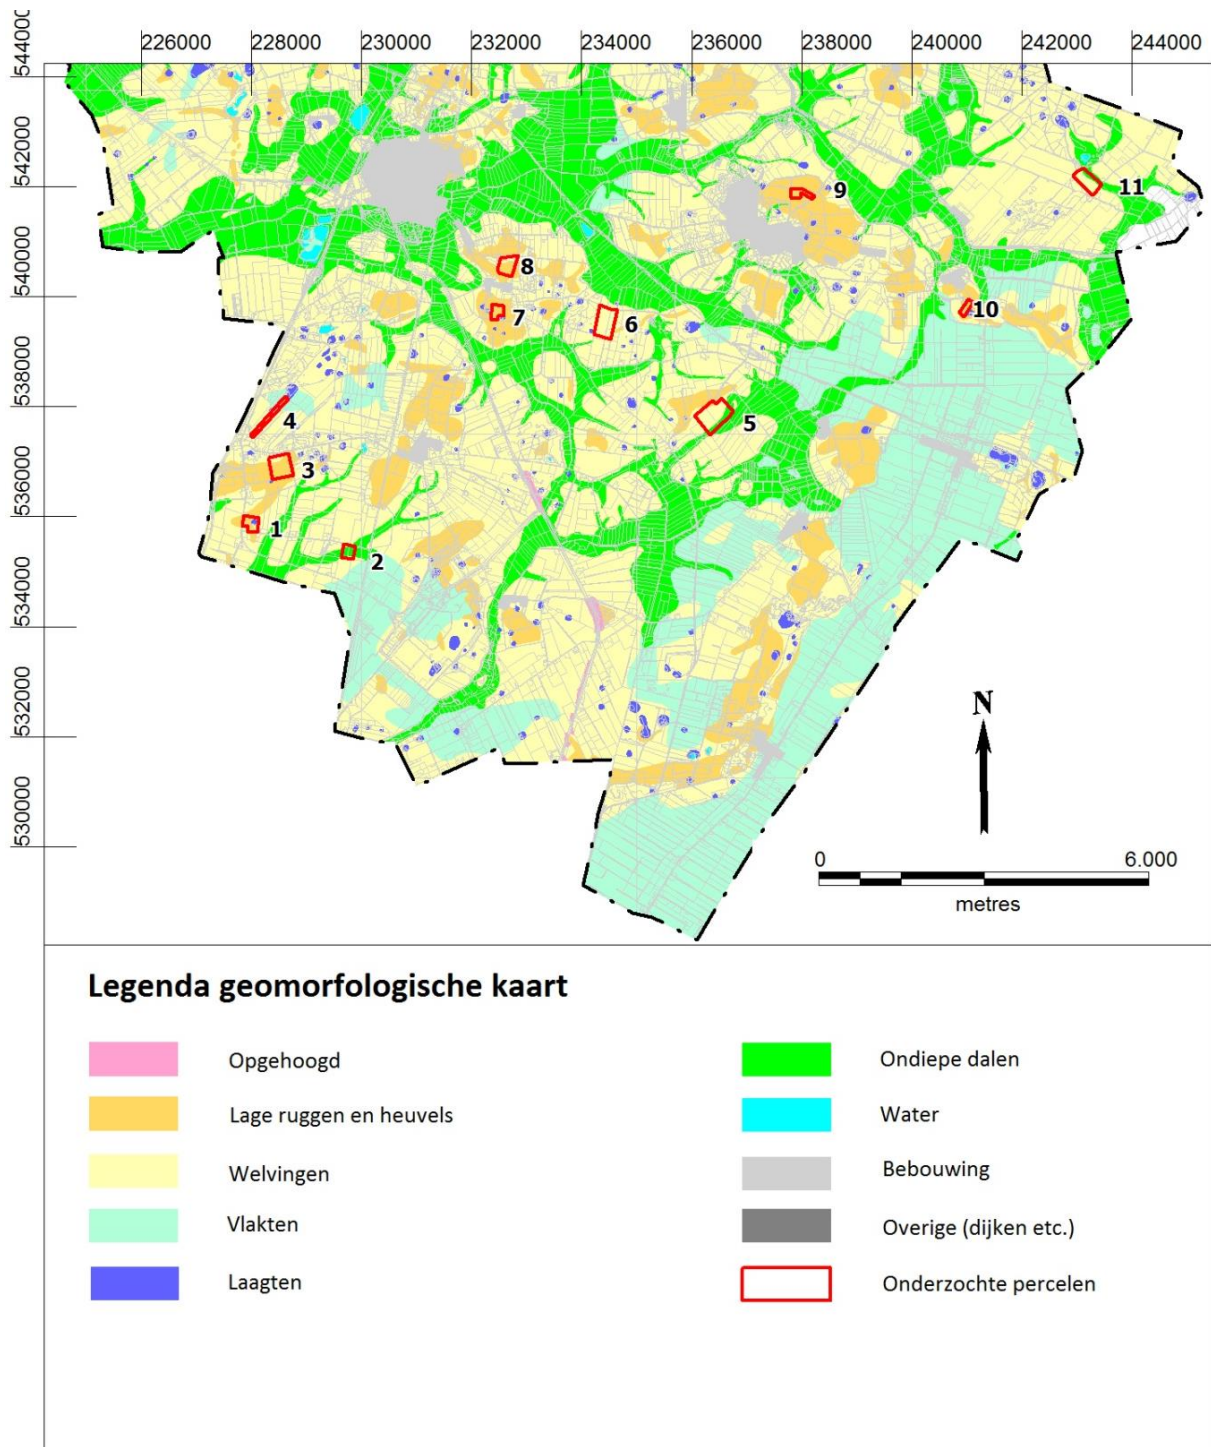 226000 228000 230000 232000 234000 236000 238000 240000 242000 244000
544000
542000
540000
538000
536000
534000
532000
530000
9
11
8
7
6
10
4
5
3
1
2
N
0 6.000
metres
Legenda geomorfologische kaart
Opgehoogd
Lage ruggen en heuvels
Welvingen
Vlakten
Laagten
Ondiepe dalen
Water
Bebouwing
Overige (dijken etc.)
Onderzochte percelen